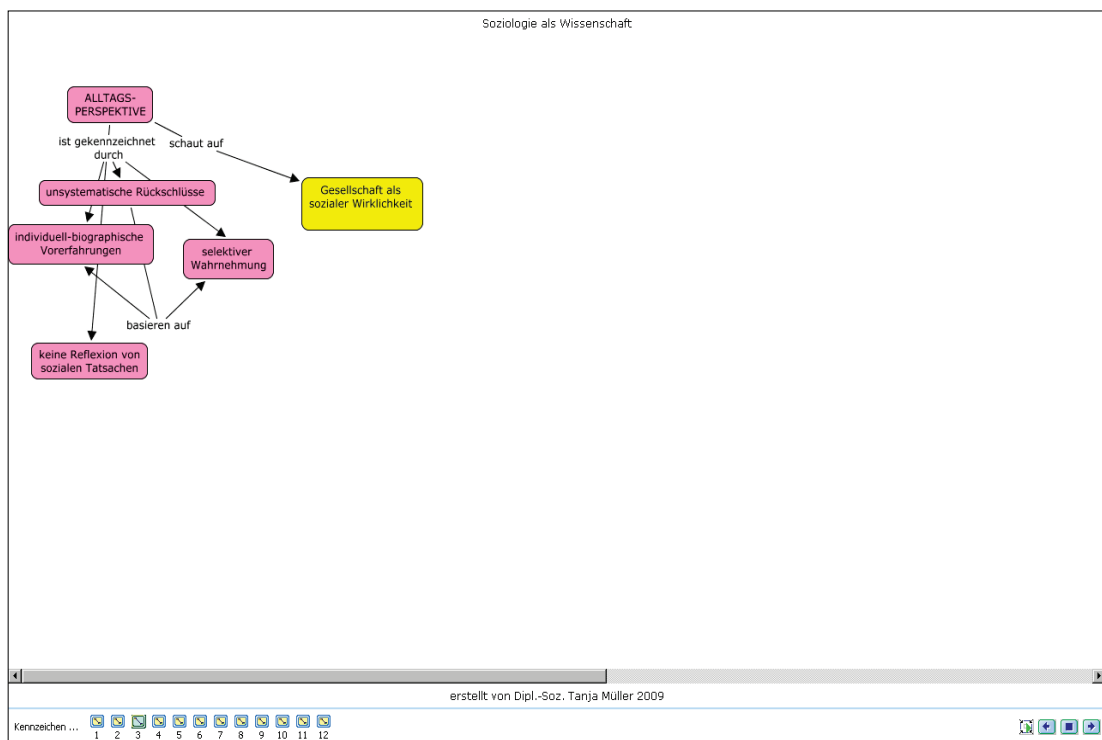 Soziologie als Wissenschaft
ALLTAGS-
PERSPEKTIVE
ist gekennzeichnet
durch
schaut auf
unsystematische Rückschlüsse
Gesellschaft als
sozialer Wirklichkeit
individuell-biographische
Vorerfahrungen
selektiver
Wahrnehmung
basieren auf
keine Reflexion von
sozialen Tatsachen
erstellt von Dipl.-Soz. Tanja Müller 2009
Kennzeichen ...
1 2 3 4 5 6 7 8 9 10 11 12